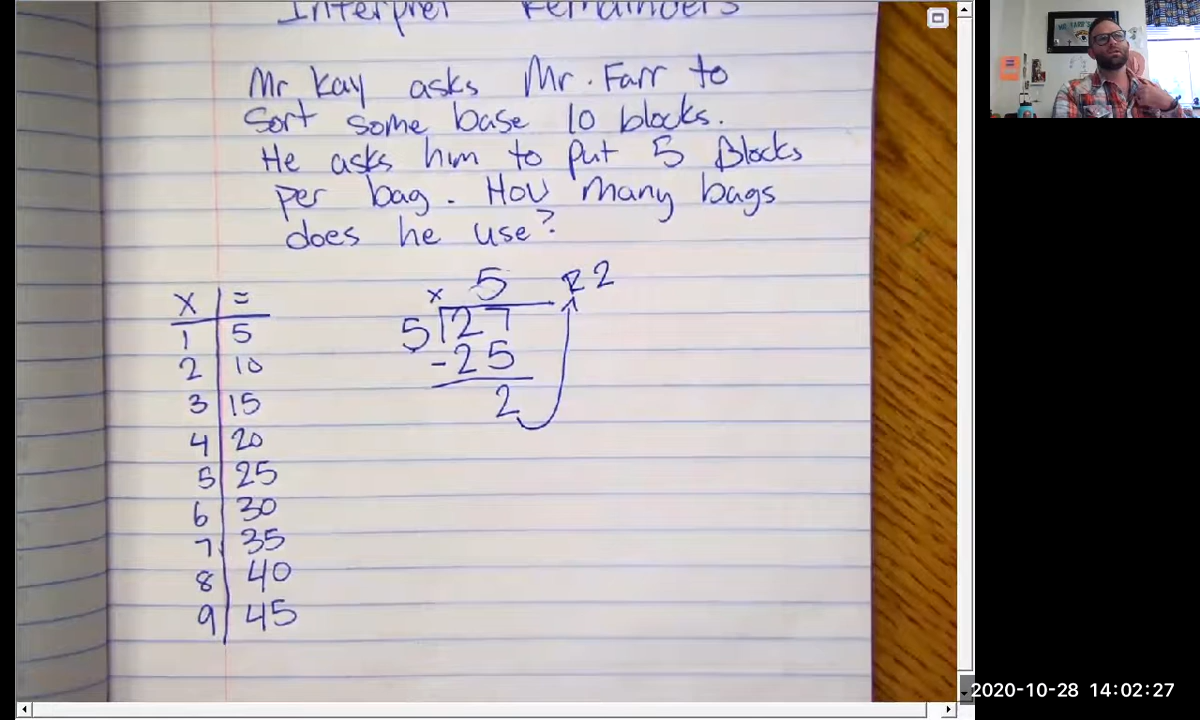 Interpret Remainders
Mr Kay asks Mr. Farr to
Sort some base 10 blocks.
He asks him to put 5 Blocks
per bag. How many bags
does he use?
x =
1 5
2 10
3 15
4 20
5 25
6 30
7 35
8 40
9 45
x 5 R2
5 27
-25
2
2020-10-28 14:02:27